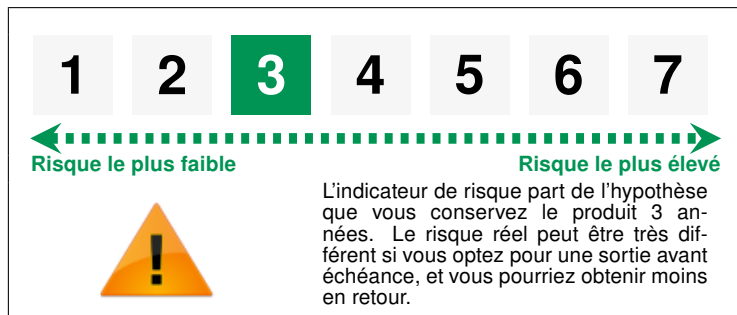 1 2 3 4 5 6 7
Risque le plus faible Risque le plus élevé
L'indicateur de risque part de l'hypothèse
que vous conservez le produit 3 an-
nées. Le risque réel peut être très dif-
férent si vous optez pour une sortie avant
échéance, et vous pourriez obtenir moins
en retour.